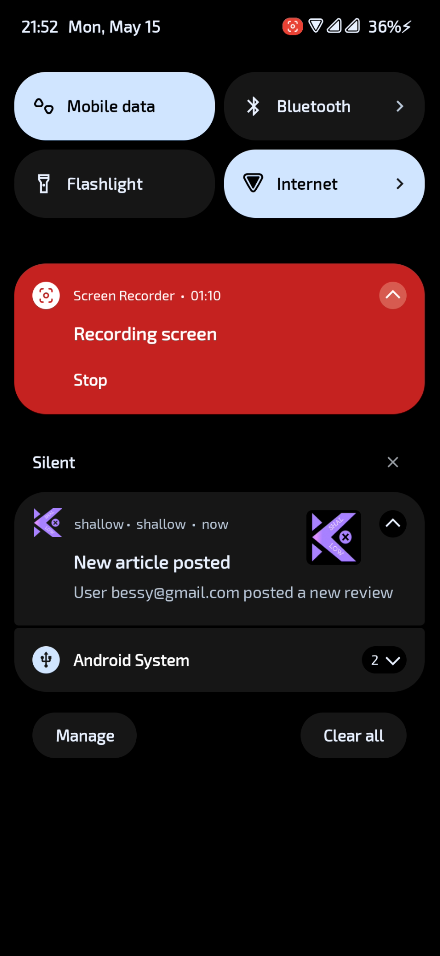 21:52 Mon, May 15 36%
Mobile data
Bluetooth
Flashlight
Internet
Screen Recorder • 01:10
Recording screen
Stop
Silent
shallow • shallow • now
New article posted
User bessy@gmail.com posted a new review
Android System
2
Manage
Clear all